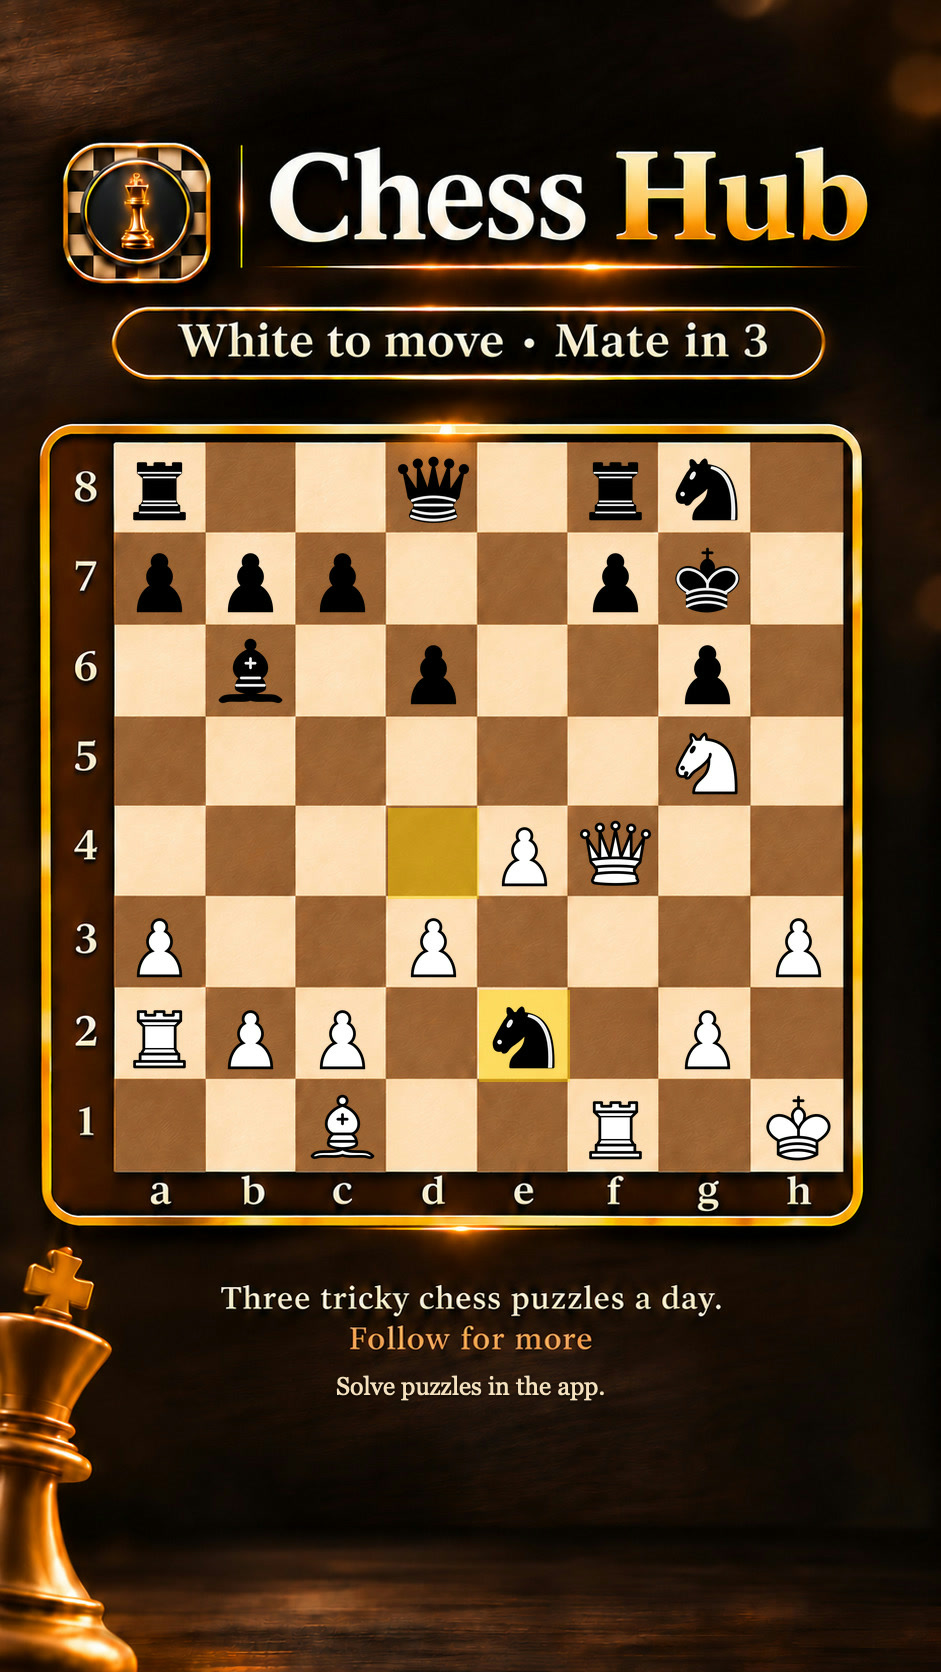 Chess Hub
White to move • Mate in 3
8
7
6
5
4
3
2
1
a b c d e f g h
Three tricky chess puzzles a day.
Follow for more
Solve puzzles in the app.